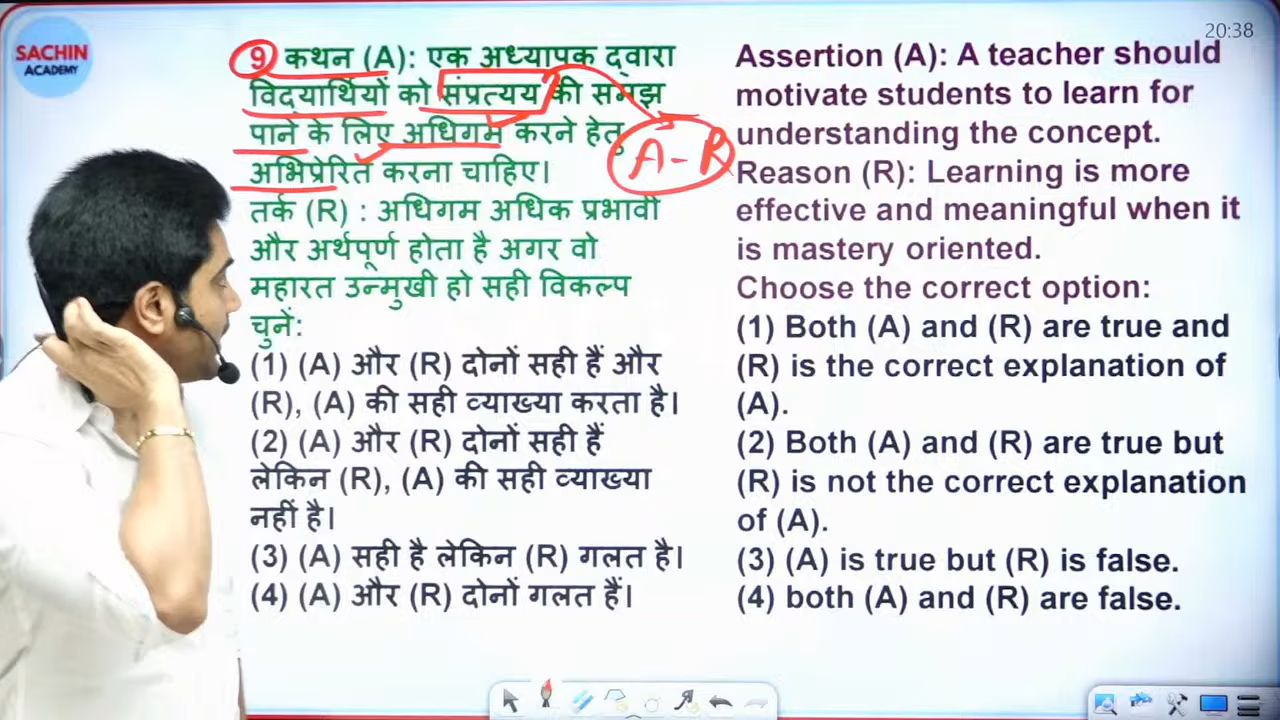 20:38
SACHIN
ACADEMY
9 कथन (A): एक अध्यापक द्वारा
विद्यार्थियों को संप्रत्यय की समझ
पाने के लिए अधिगम करने हेतु
अभिप्रेरित करना चाहिए।
तर्क (R) : अधिगम अधिक प्रभावी
और अर्थपूर्ण होता है अगर वो
महारत उन्मुखी हो सही विकल्प
चुनें:
(1) (A) और (R) दोनों सही हैं और
(R), (A) की सही व्याख्या करता है।
(2) (A) और (R) दोनों सही हैं
लेकिन (R), (A) की सही व्याख्या
नहीं है।
(3) (A) सही है लेकिन (R) गलत है।
(4) (A) और (R) दोनों गलत हैं।
A - R
Assertion (A): A teacher should
motivate students to learn for
understanding the concept.
Reason (R): Learning is more
effective and meaningful when it
is mastery oriented.
Choose the correct option:
(1) Both (A) and (R) are true and
(R) is the correct explanation of
(A).
(2) Both (A) and (R) are true but
(R) is not the correct explanation
of (A).
(3) (A) is true but (R) is false.
(4) both (A) and (R) are false.